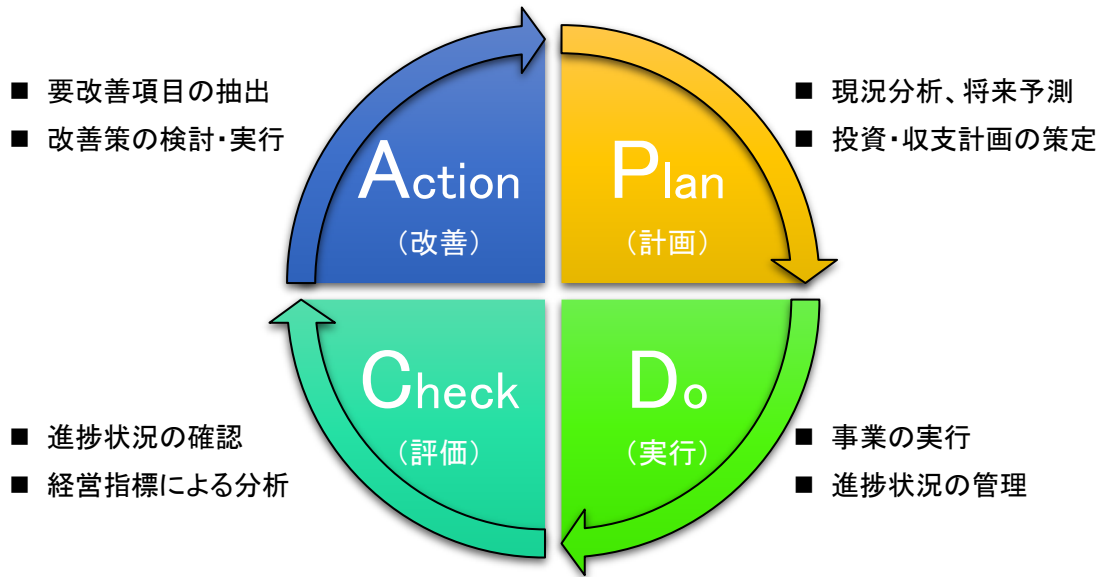 ■ 要改善項目の抽出
■ 改善策の検討・実行
Action
（改善）
Plan
（計画）
■ 現況分析、将来予測
■ 投資・収支計画の策定
■ 進捗状況の確認
■ 経営指標による分析
Check
（評価）
Do
（実行）
■ 事業の実行
■ 進捗状況の管理